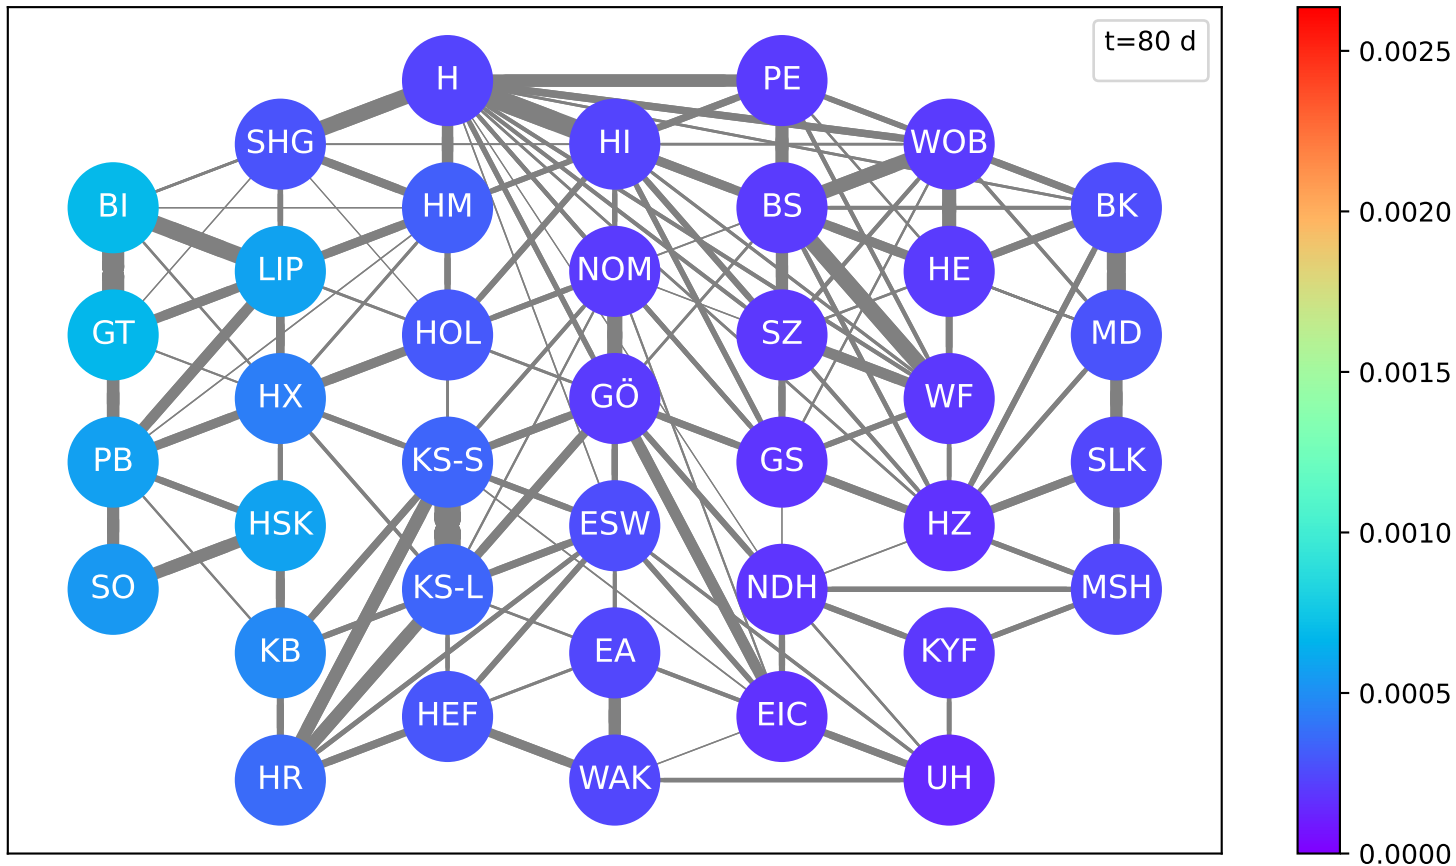 t=80 d
H
PE
SHG
HI
WOB
BI
HM
BS
BK
LIP
NOM
HE
GT
HOL
SZ
MD
HX
GÖ
WF
PB
KS-S
GS
SLK
HSK
ESW
HZ
SO
KS-L
NDH
MSH
KB
EA
KYF
HEF
EIC
HR
WAK
UH
0.0025
0.0020
0.0015
0.0010
0.0005
0.0000